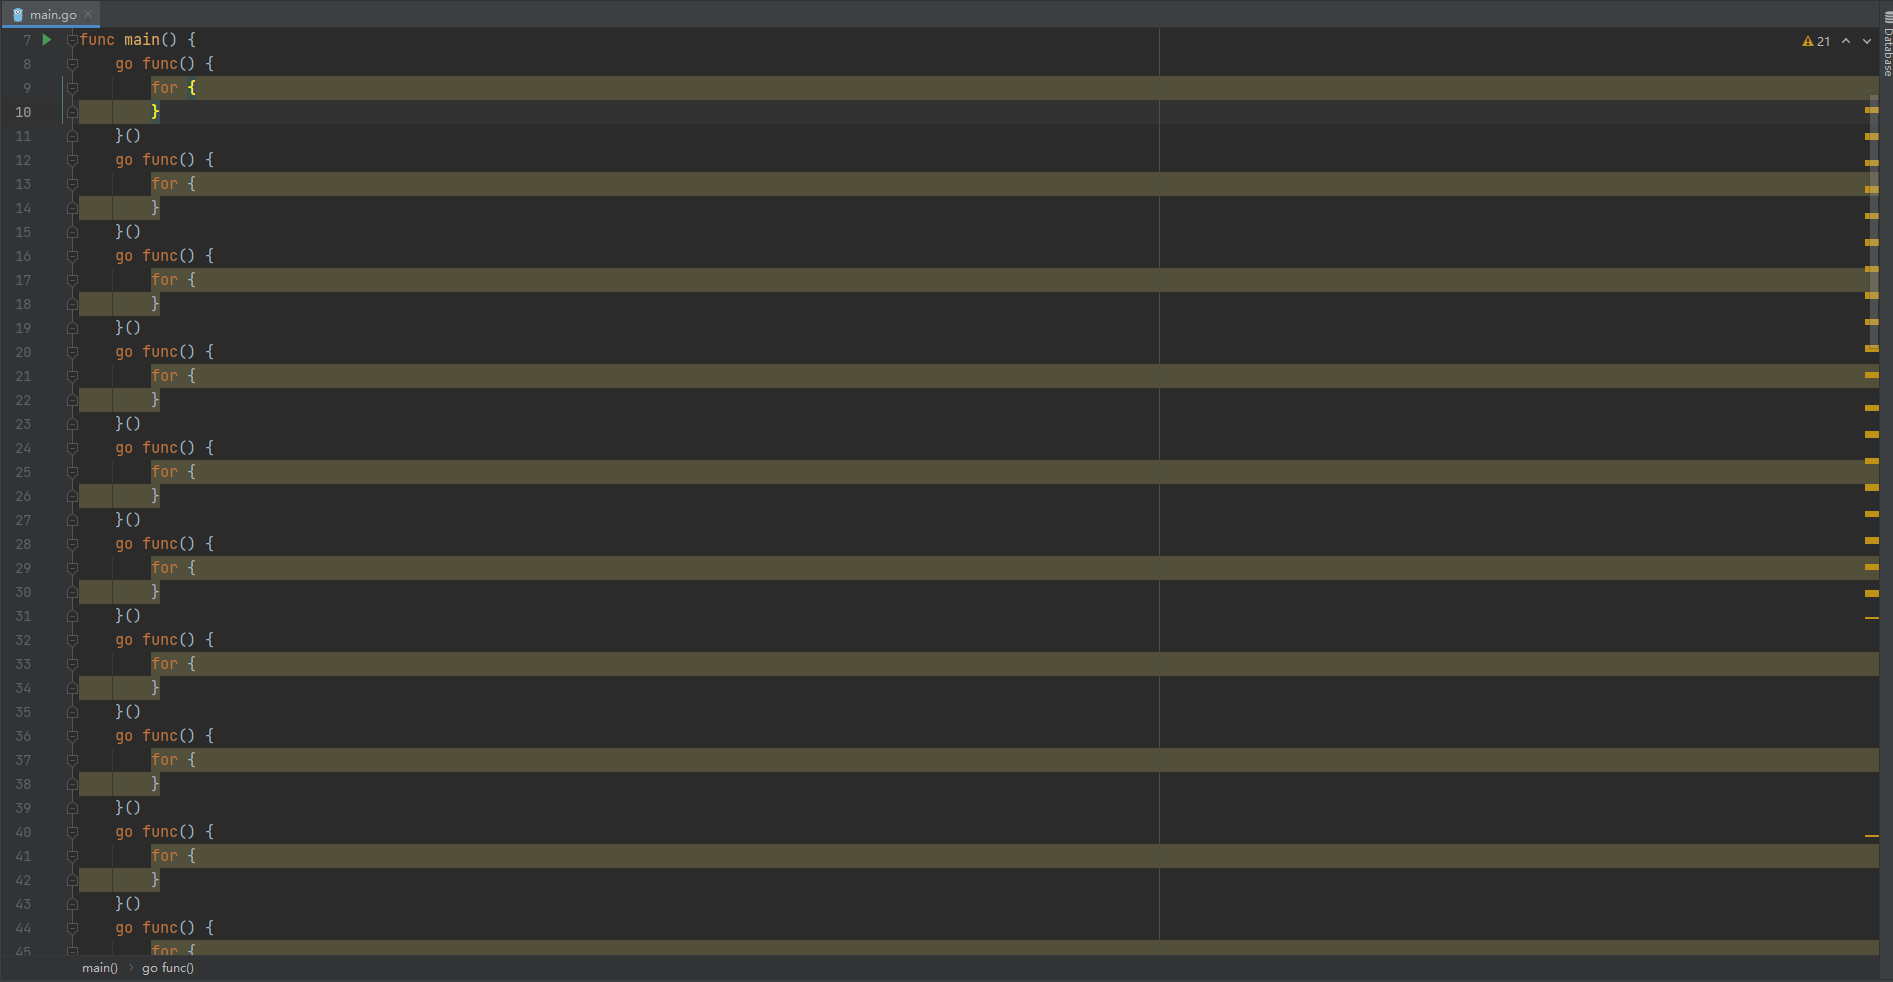 main.go
Database
21
7 func main() {
8 go func() {
9 for {
10 }
11 }()
12 go func() {
13 for {
14 }
15 }()
16 go func() {
17 for {
18 }
19 }()
20 go func() {
21 for {
22 }
23 }()
24 go func() {
25 for {
26 }
27 }()
28 go func() {
29 for {
30 }
31 }()
32 go func() {
33 for {
34 }
35 }()
36 go func() {
37 for {
38 }
39 }()
40 go func() {
41 for {
42 }
43 }()
44 go func() {
45 for {
main() › go func()